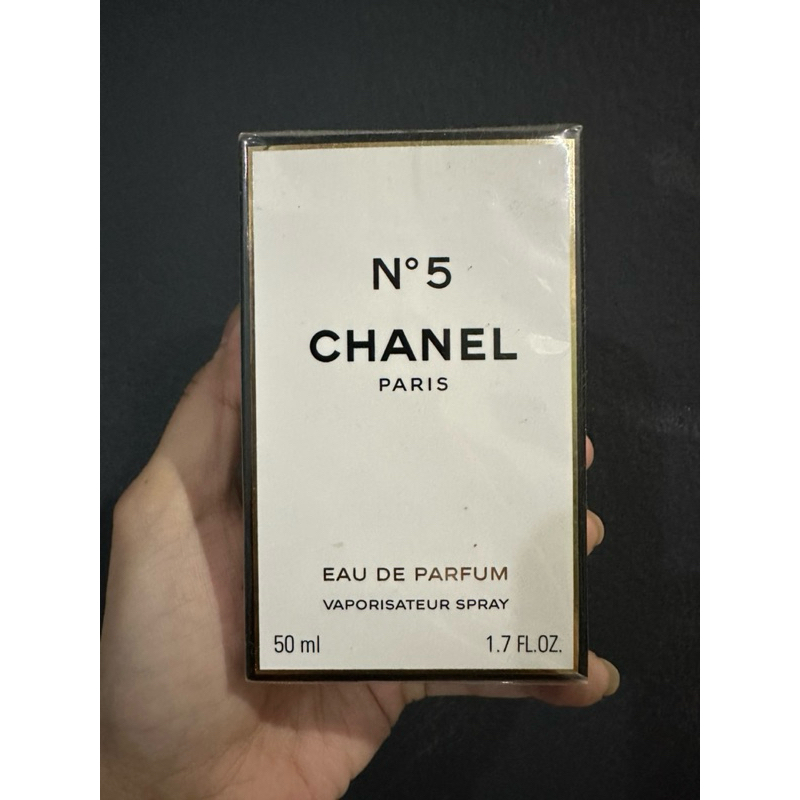 N°5
CHANEL
PARIS
EAU DE PARFUM
VAPORISATEUR SPRAY
50 ml 1.7 FL.OZ.